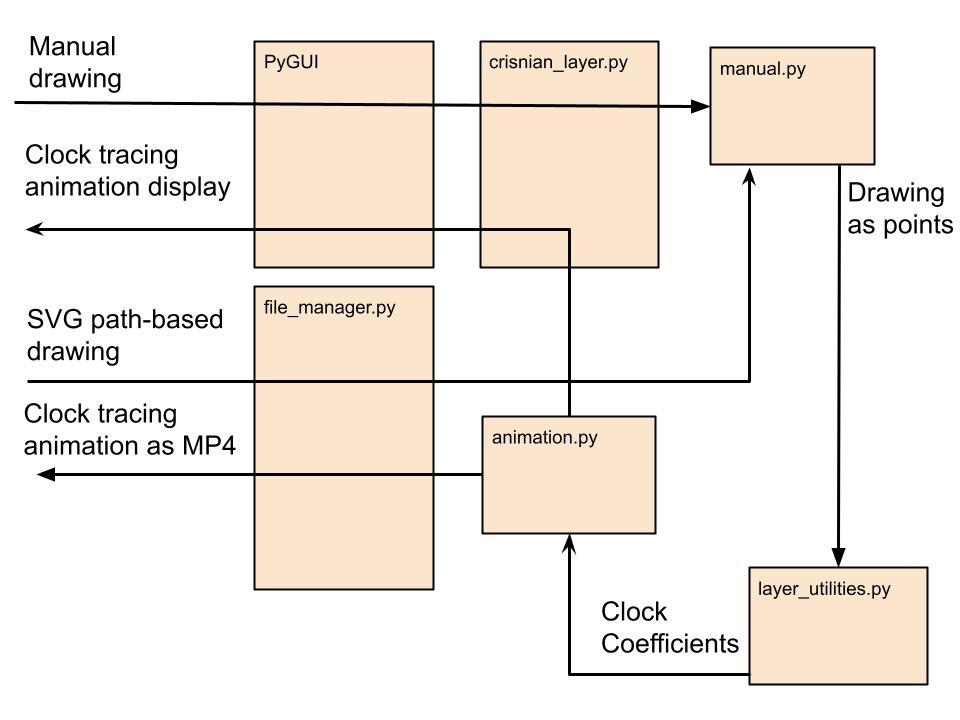 Manual
drawing
PyGUI
crisnian_layer.py
manual.py
Clock tracing
animation display
Drawing
as points
SVG path-based
drawing
file_manager.py
Clock tracing
animation as MP4
animation.py
Clock
Coefficients
layer_utilities.py